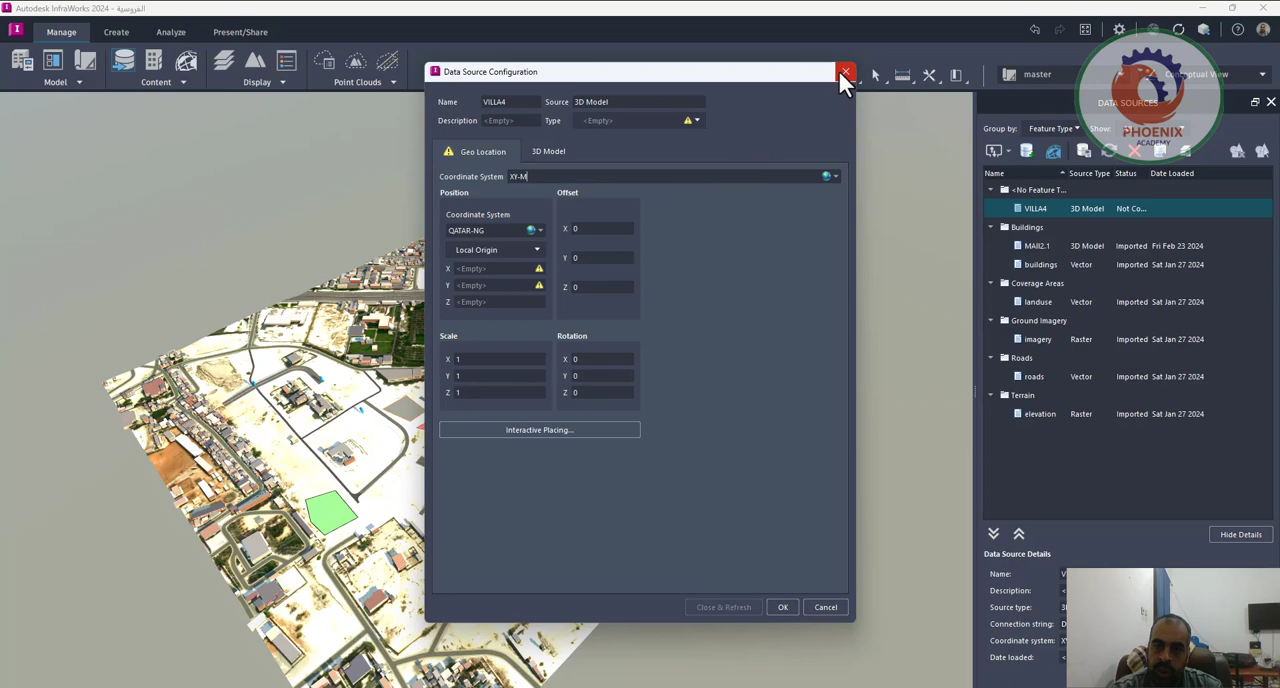 Autodesk InfraWorks 2024 - الفروسية
Manage Create Analyze Present/Share
Model Content Display Point Clouds
master
Conceptual View
PHOENIX
ACADEMY
Data Source Configuration
Name VILLA4 Source 3D Model
Description <Empty> Type <Empty>
Geo Location 3D Model
Coordinate System XY-M
Position Offset
Coordinate System
QATAR-NG
Local Origin
X <Empty>
Y <Empty>
Z <Empty>
X 0
Y 0
Z 0
Scale Rotation
X 1 X 0
Y 1 Y 0
Z 1 Z 0
Interactive Placing...
Close & Refresh OK Cancel
DATA SOURCES
Group by: Feature Type Show:
Name Source Type Status Date Loaded
<No Feature T...
VILLA4 3D Model Not Co...
Buildings
MAll2.1 3D Model Imported Fri Feb 23 2024
buildings Vector Imported Sat Jan 27 2024
Coverage Areas
landuse Vector Imported Sat Jan 27 2024
Ground Imagery
imagery Raster Imported Sat Jan 27 2024
Roads
roads Vector Imported Sat Jan 27 2024
Terrain
elevation Raster Imported Sat Jan 27 2024
Hide Details
Data Source Details
Name:
Description:
Source type:
Connection string:
Coordinate system:
Date loaded: